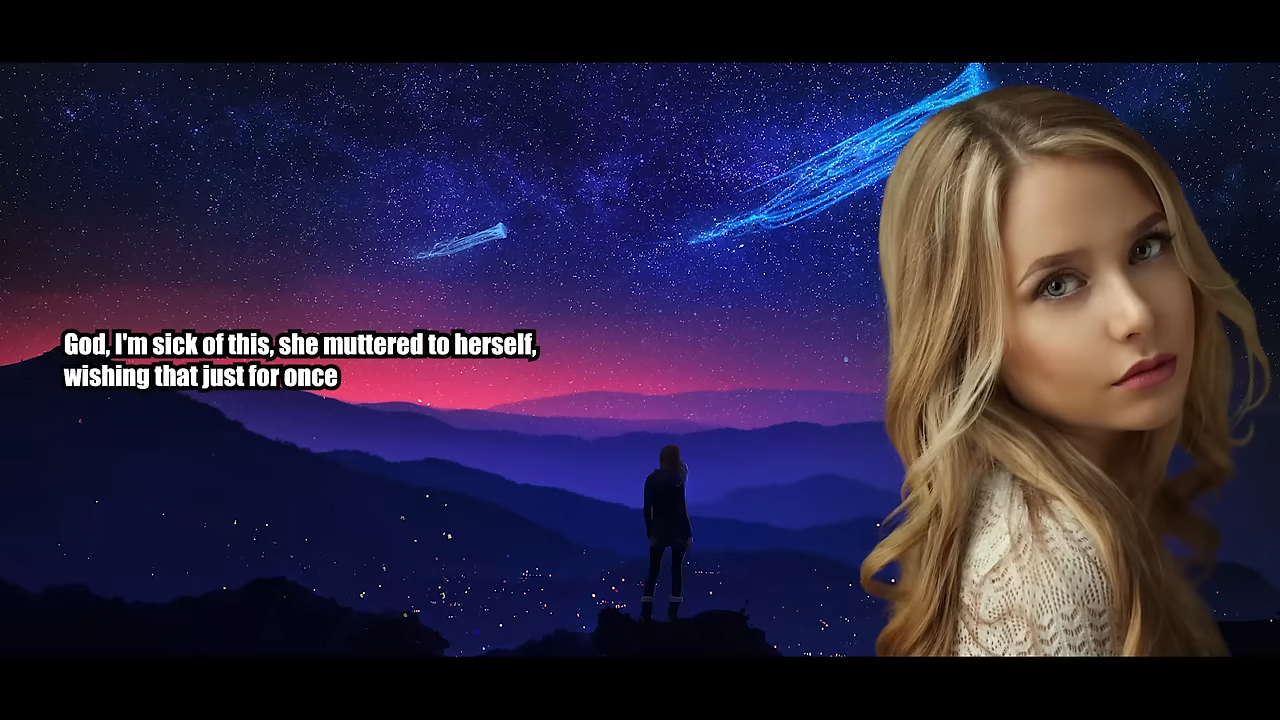 God, I'm sick of this, she muttered to herself,
wishing that just for once